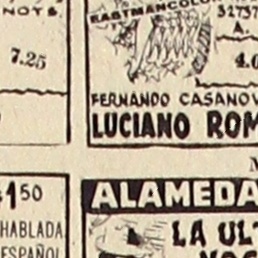 NOTS.
7.25
EASTMANCOLOR
A.
4.0
FERNANDO CASANOV
LUCIANO ROM
$1 50
HABLADA
ESPAÑOL
ALAMEDA
LA ULT